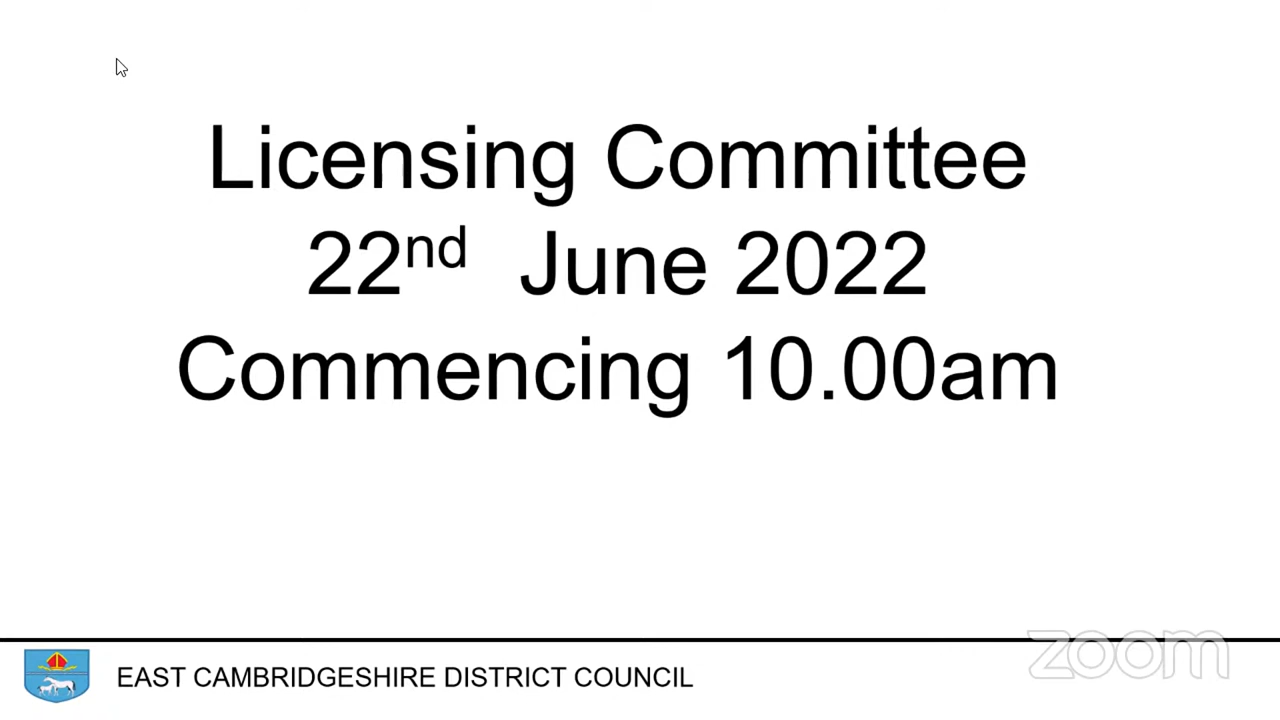 Licensing Committee
22nd June 2022
Commencing 10.00am
EAST CAMBRIDGESHIRE DISTRICT COUNCIL
zoom